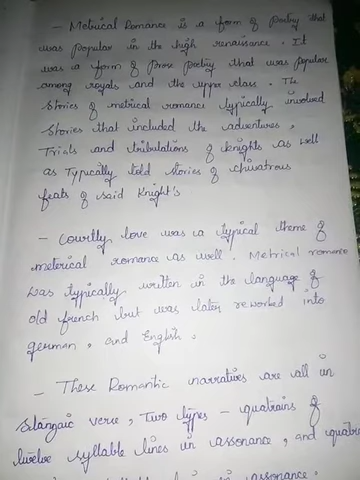 - Metrical Romance is a form of Poetry that
was popular in the high renaissance. It
was a form of prose poetry that was popular
among royals and the upper class. The
stories of metrical romance typically involved
stories that included the adventures,
Trials and tribulations of knights as well
as Typically told stories of chivalrous
feats of said Knight's
- Courtly love was a typical theme of
meterical romance as well. Metrical romance
was typically written in the language of
old french but was later reworked into
german, and English.
- These Romantic narratives are all in
Stangaic verse, Two types - quatrains of
twelve syllable lines in assonance, and
in assonance.